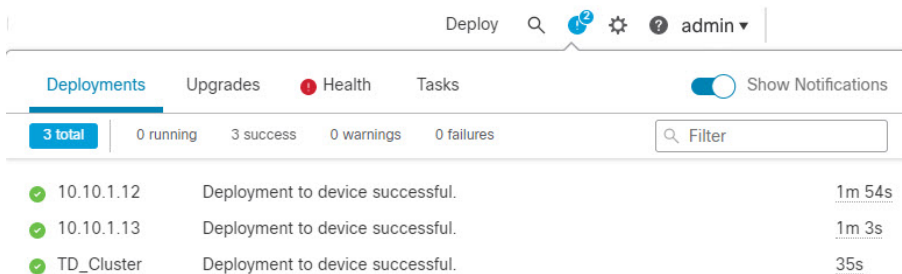 Deploy 2 admin
Deployments Upgrades Health Tasks Show Notifications
3 total 0 running 3 success 0 warnings 0 failures Filter
10.10.1.12 Deployment to device successful. 1m 54s
10.10.1.13 Deployment to device successful. 1m 3s
TD_Cluster Deployment to device successful. 35s